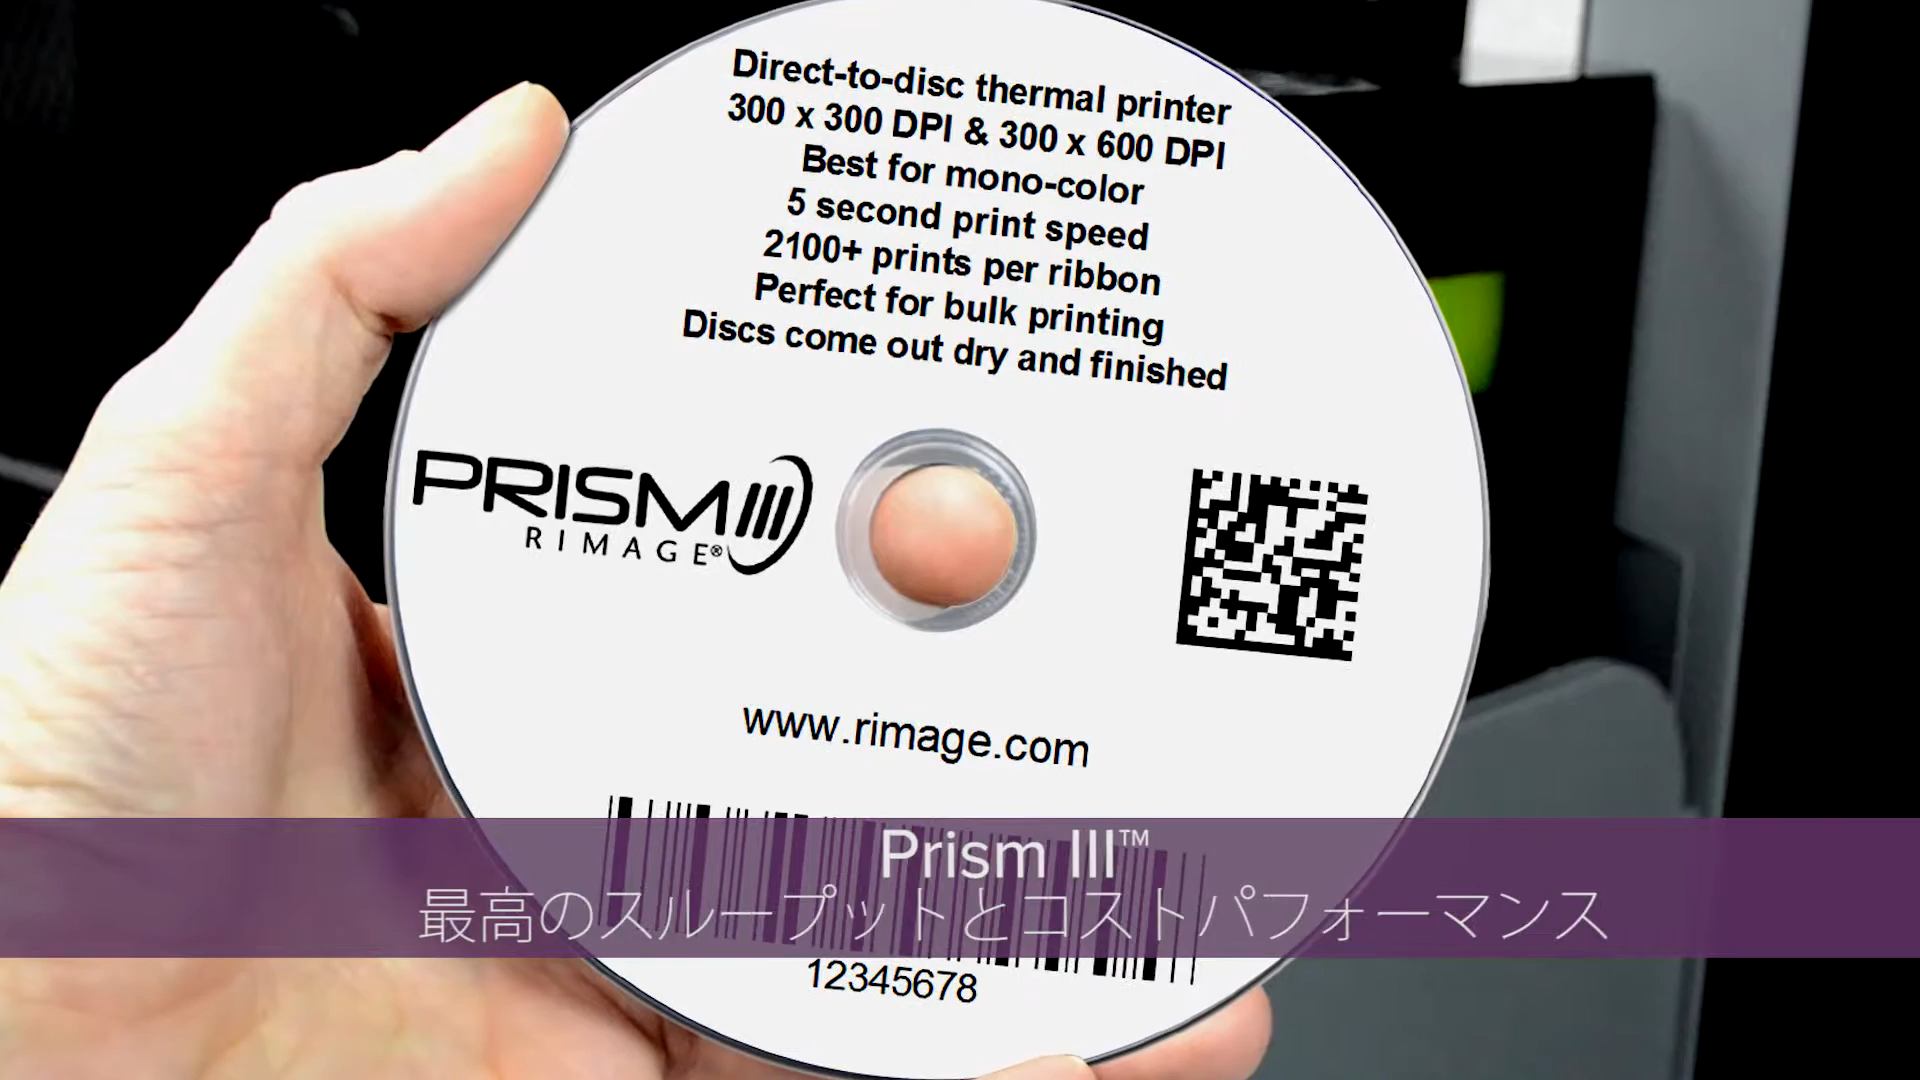 Direct-to-disc thermal printer
300 x 300 DPI & 300 x 600 DPI
Best for mono-color
5 second print speed
2100+ prints per ribbon
Perfect for bulk printing
Discs come out dry and finished
PRISM III
RIMAGE®
www.rimage.com
Prism III™
最高のスループットとコストパフォーマンス
12345678